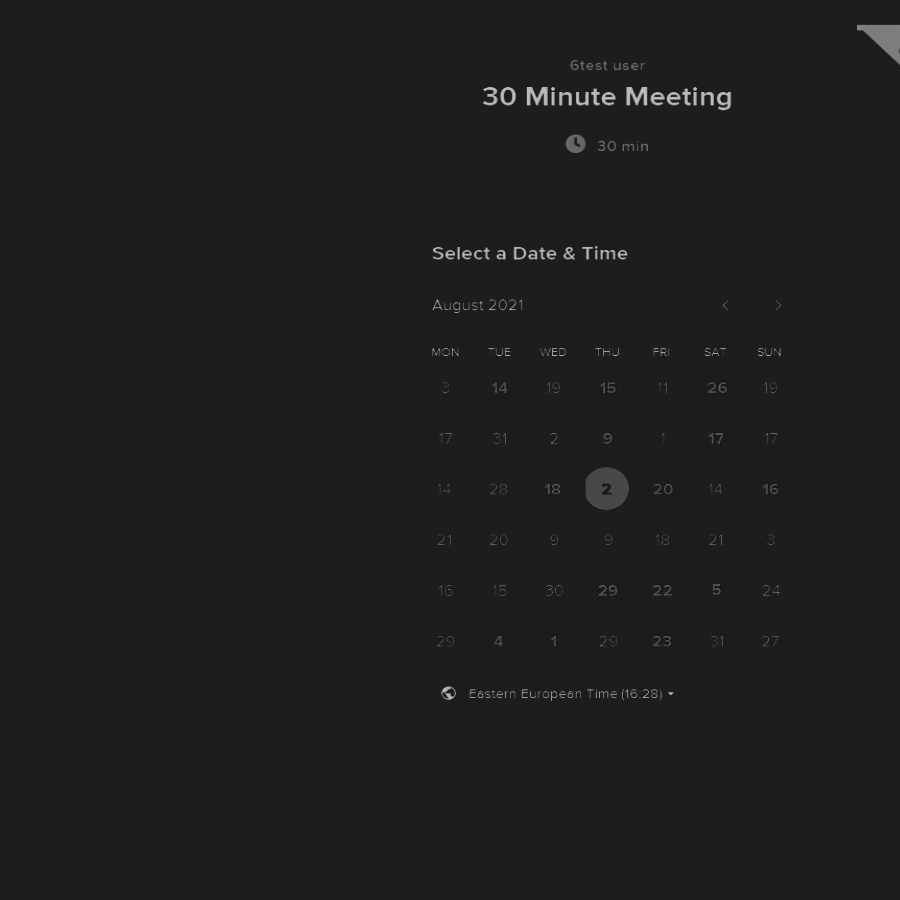 6test user
30 Minute Meeting
30 min
Select a Date & Time
August 2021
MON TUE WED THU FRI SAT SUN
3 14 19 15 11 26 19
17 31 2 9 1 17 17
14 28 18 2 20 14 16
21 20 9 9 18 21 3
16 15 30 29 22 5 24
29 4 1 29 23 31 27
Eastern European Time (16:28)